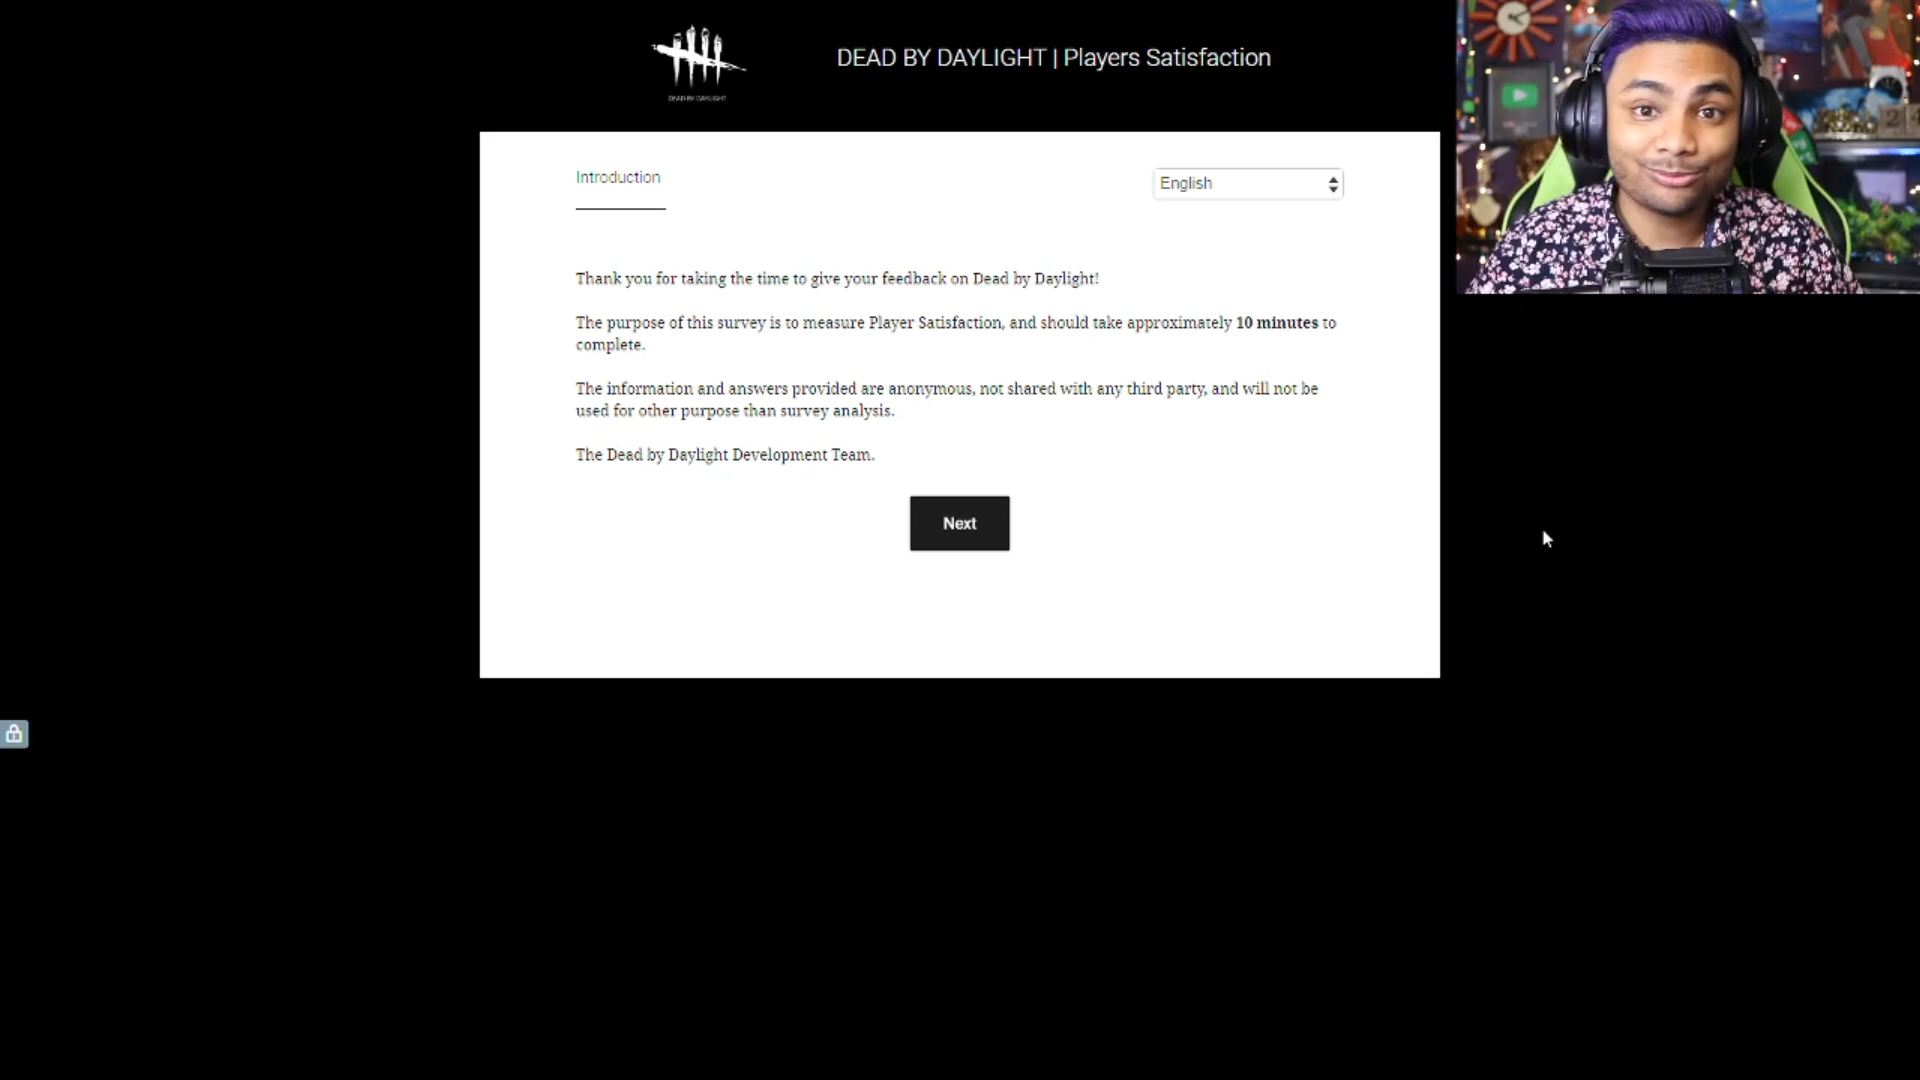 DEAD BY DAYLIGHT
DEAD BY DAYLIGHT | Players Satisfaction
Introduction
English
Thank you for taking the time to give your feedback on Dead by Daylight!
The purpose of this survey is to measure Player Satisfaction, and should take approximately 10 minutes to
complete.
The information and answers provided are anonymous, not shared with any third party, and will not be
used for other purpose than survey analysis.
The Dead by Daylight Development Team.
Next